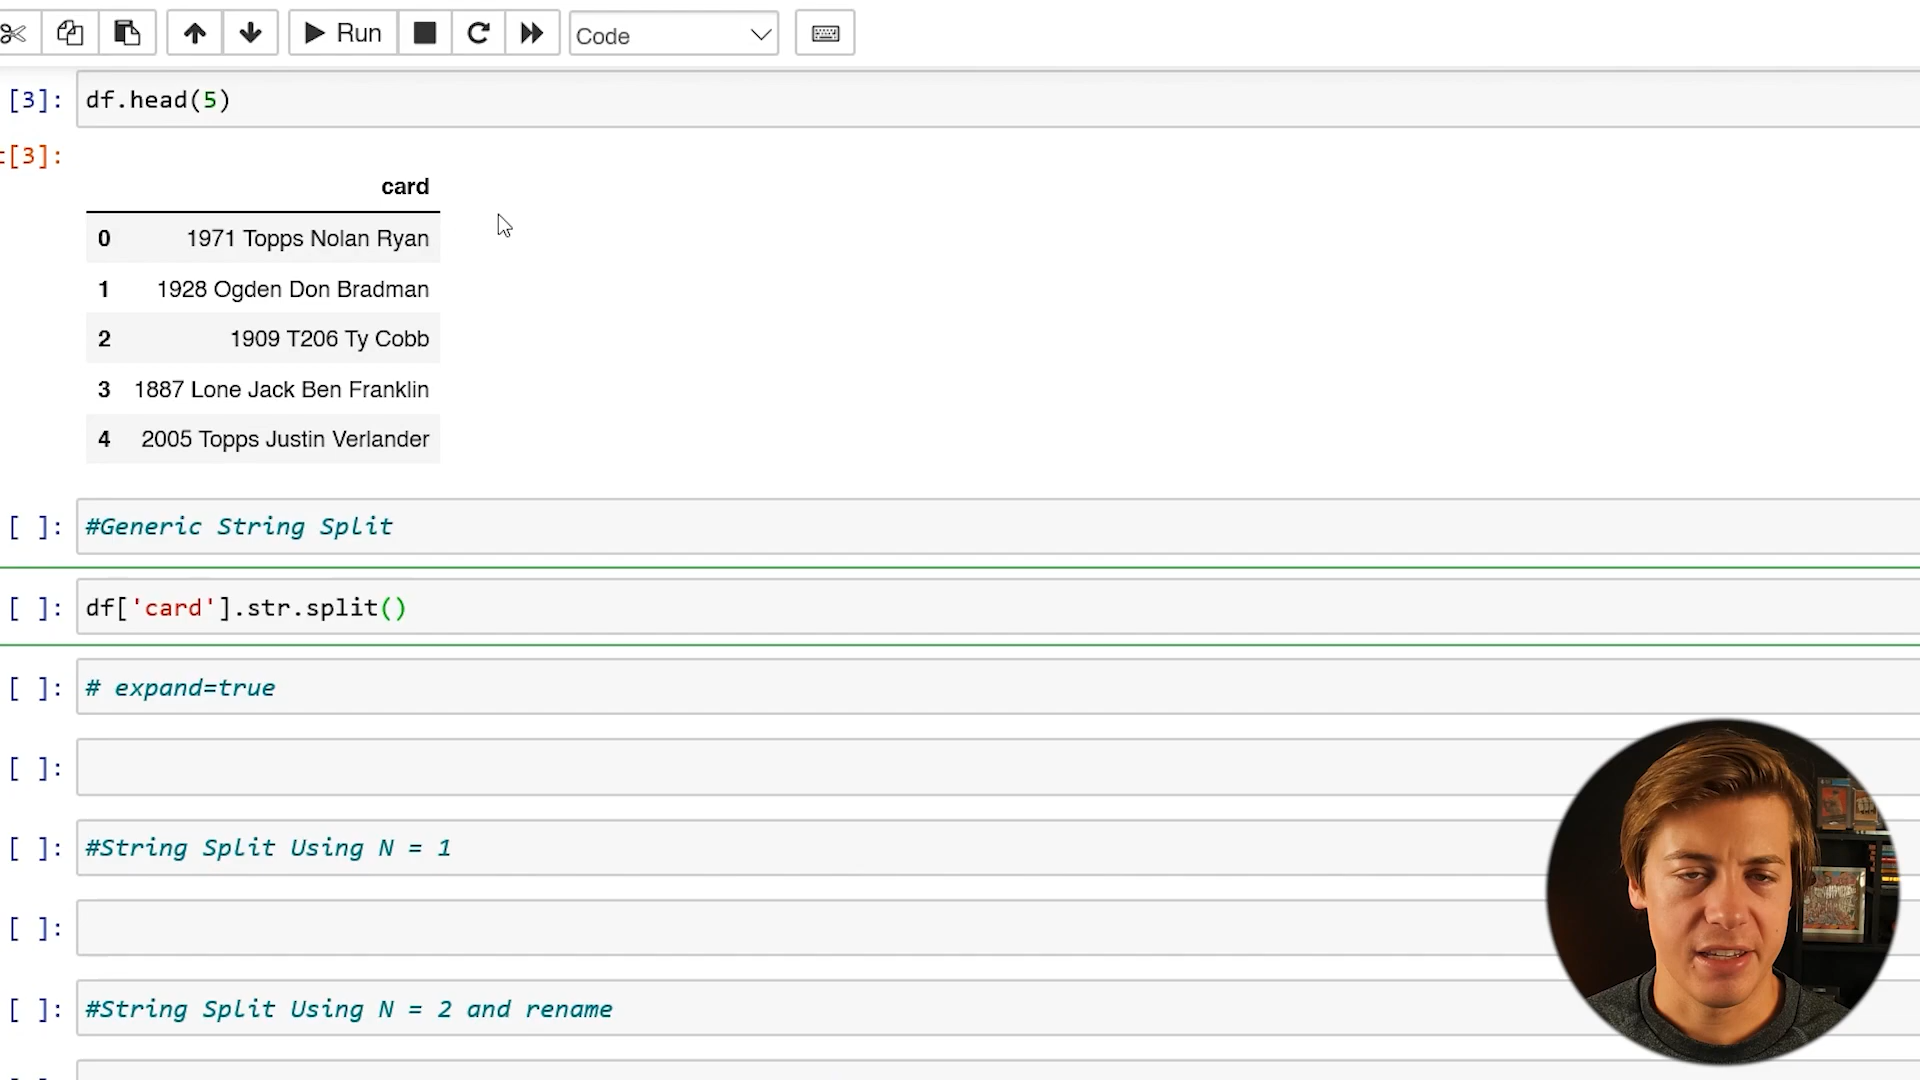 Run Code
[3]: df.head(5)
t[3]:
card
0 1971 Topps Nolan Ryan
1 1928 Ogden Don Bradman
2 1909 T206 Ty Cobb
3 1887 Lone Jack Ben Franklin
4 2005 Topps Justin Verlander
[ ]: #Generic String Split
[ ]: df['card'].str.split()
[ ]: # expand=true
[ ]:
[ ]: #String Split Using N = 1
[ ]:
[ ]: #String Split Using N = 2 and rename